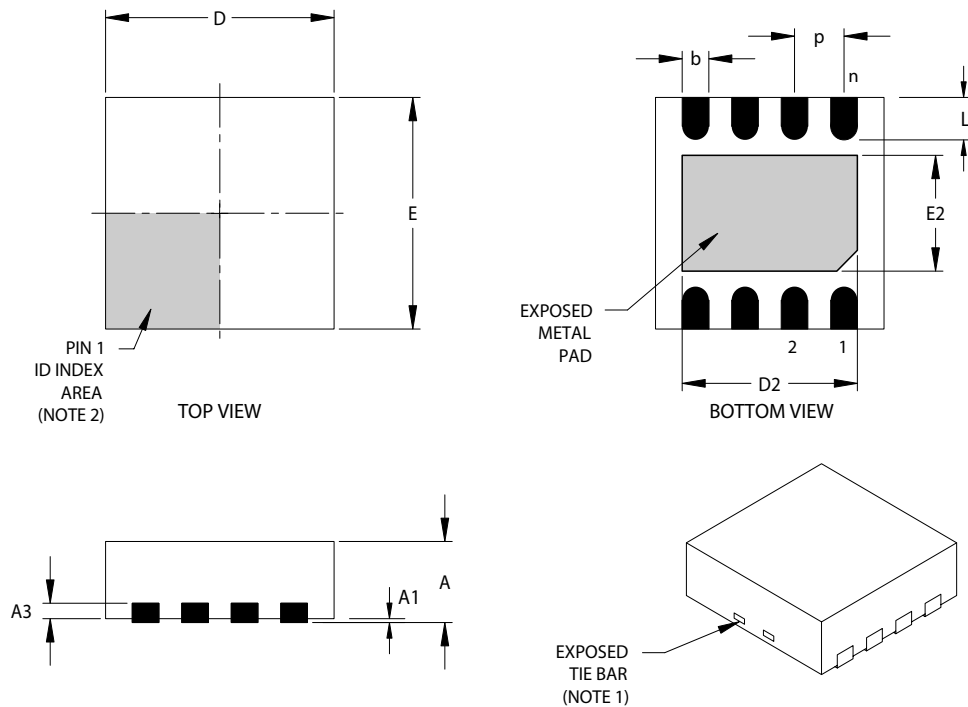 D
E
PIN 1
ID INDEX
AREA
(NOTE 2)
TOP VIEW
b
p
n
L
E2
EXPOSED
METAL
PAD
2
1
D2
BOTTOM VIEW
A3
A1
A
EXPOSED
TIE BAR
(NOTE 1)